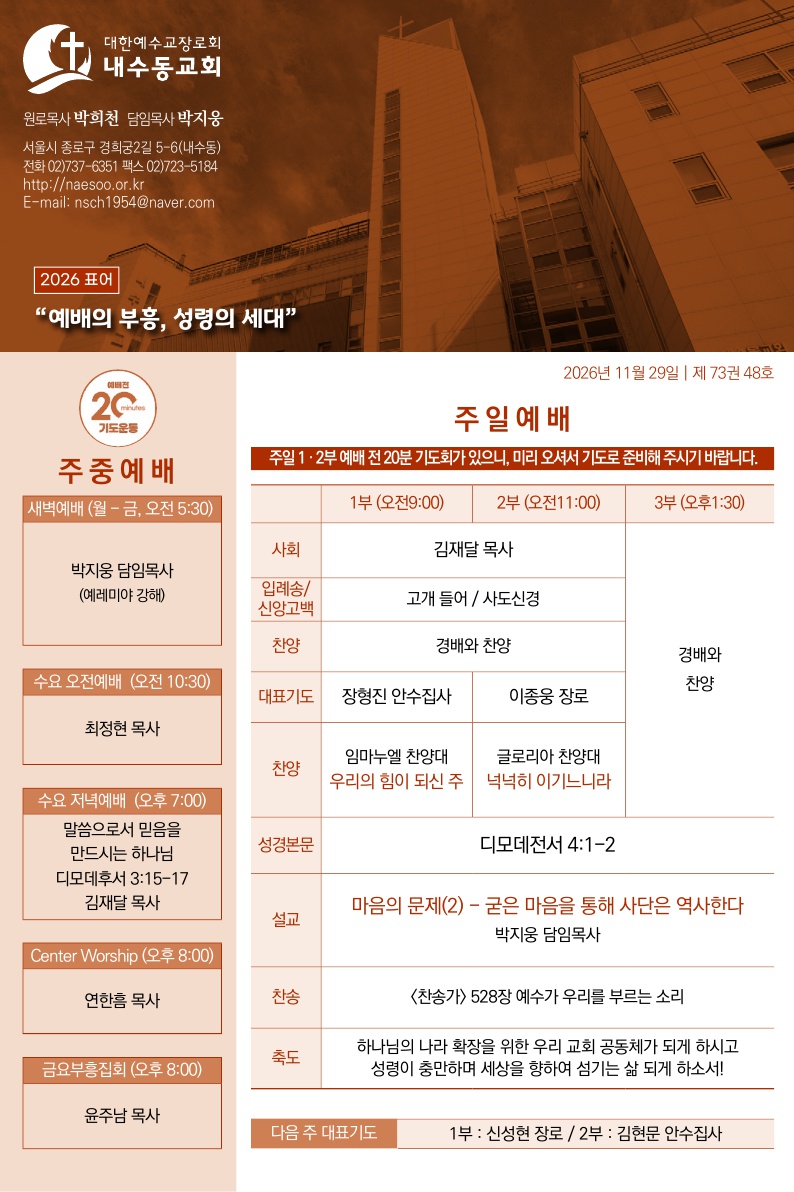 대한예수교장로회
내수동교회
원로목사 박희천 담임목사 박지웅
서울시 종로구 경희궁2길 5-6(내수동)
전화 02)737-6351 팩스 02)723-5184
http://naesoo.or.kr
E-mail: nsch1954@naver.com
2026 표어
“예배의 부흥, 성령의 세대”
예배전
20 minutes
기도운동
주중예배
새벽예배 (월 - 금, 오전 5:30)
박지웅 담임목사
(예레미야 강해)
수요 오전예배 (오전 10:30)
최정현 목사
수요 저녁예배 (오후 7:00)
말씀으로서 믿음을
만드시는 하나님
디모데후서 3:15-17
김재달 목사
Center Worship (오후 8:00)
연한흠 목사
금요부흥집회 (오후 8:00)
윤주남 목사
2026년 11월 29일 | 제 73권 48호
주일예배
주일 1 · 2부 예배 전 20분 기도회가 있으니, 미리 오셔서 기도로 준비해 주시기 바랍니다.
1부 (오전9:00) 2부 (오전11:00) 3부 (오후1:30)
사회 김재달 목사
입례송/
신앙고백 고개 들어 / 사도신경
찬양 경배와 찬양
경배와
찬양
대표기도 장형진 안수집사 이종웅 장로
찬양 임마누엘 찬양대 글로리아 찬양대
우리의 힘이 되신 주 넉넉히 이기느니라
성경본문 디모데전서 4:1-2
설교 마음의 문제(2) - 굳은 마음을 통해 사단은 역사한다
박지웅 담임목사
찬송 〈찬송가〉 528장 예수가 우리를 부르는 소리
축도 하나님의 나라 확장을 위한 우리 교회 공동체가 되게 하시고
성령이 충만하며 세상을 향하여 섬기는 삶 되게 하소서!
다음 주 대표기도 1부 : 신성현 장로 / 2부 : 김현문 안수집사